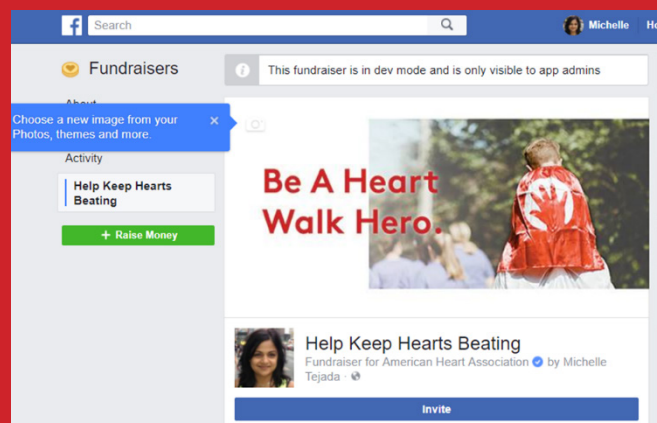 f
Search
Michelle
Ho
Fundraisers
This fundraiser is in dev mode and is only visible to app admins
About
Choose a new image from your
Photos, themes and more.
Activity
Help Keep Hearts
Beating
+ Raise Money
Be A Heart
Walk Hero.
Help Keep Hearts Beating
Fundraiser for American Heart Association by Michelle
Tejada ·
Invite